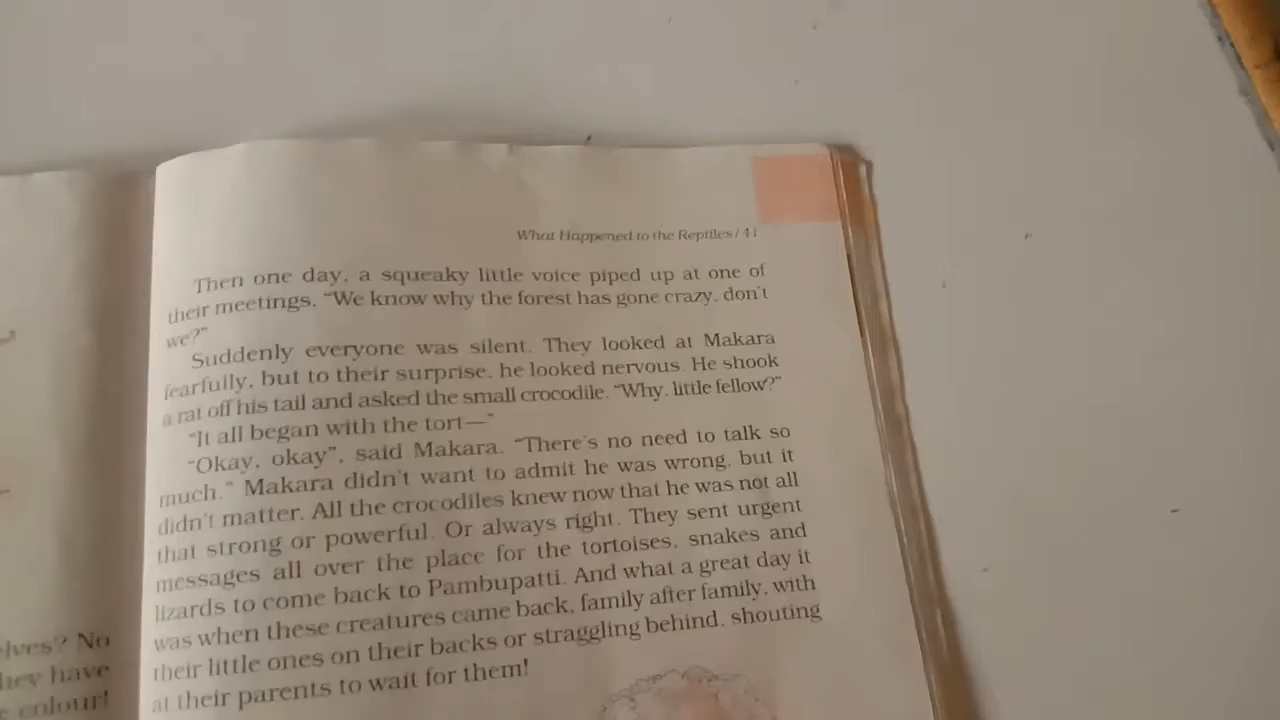 What Happened to the Reptiles/41
Then one day, a squeaky little voice piped up at one of
their meetings, “We know why the forest has gone crazy, don't
we?”
Suddenly everyone was silent. They looked at Makara
fearfully, but to their surprise, he looked nervous. He shook
a rat off his tail and asked the small crocodile, “Why, little fellow?”
“It all began with the tort—”
“Okay, okay”, said Makara. “There's no need to talk so
much.” Makara didn't want to admit he was wrong, but it
didn't matter. All the crocodiles knew now that he was not all
that strong or powerful. Or always right. They sent urgent
messages all over the place for the tortoises, snakes and
lizards to come back to Pambupatti. And what a great day it
was when these creatures came back, family after family, with
their little ones on their backs or straggling behind, shouting
at their parents to wait for them!
elves? No
hey have
colour!